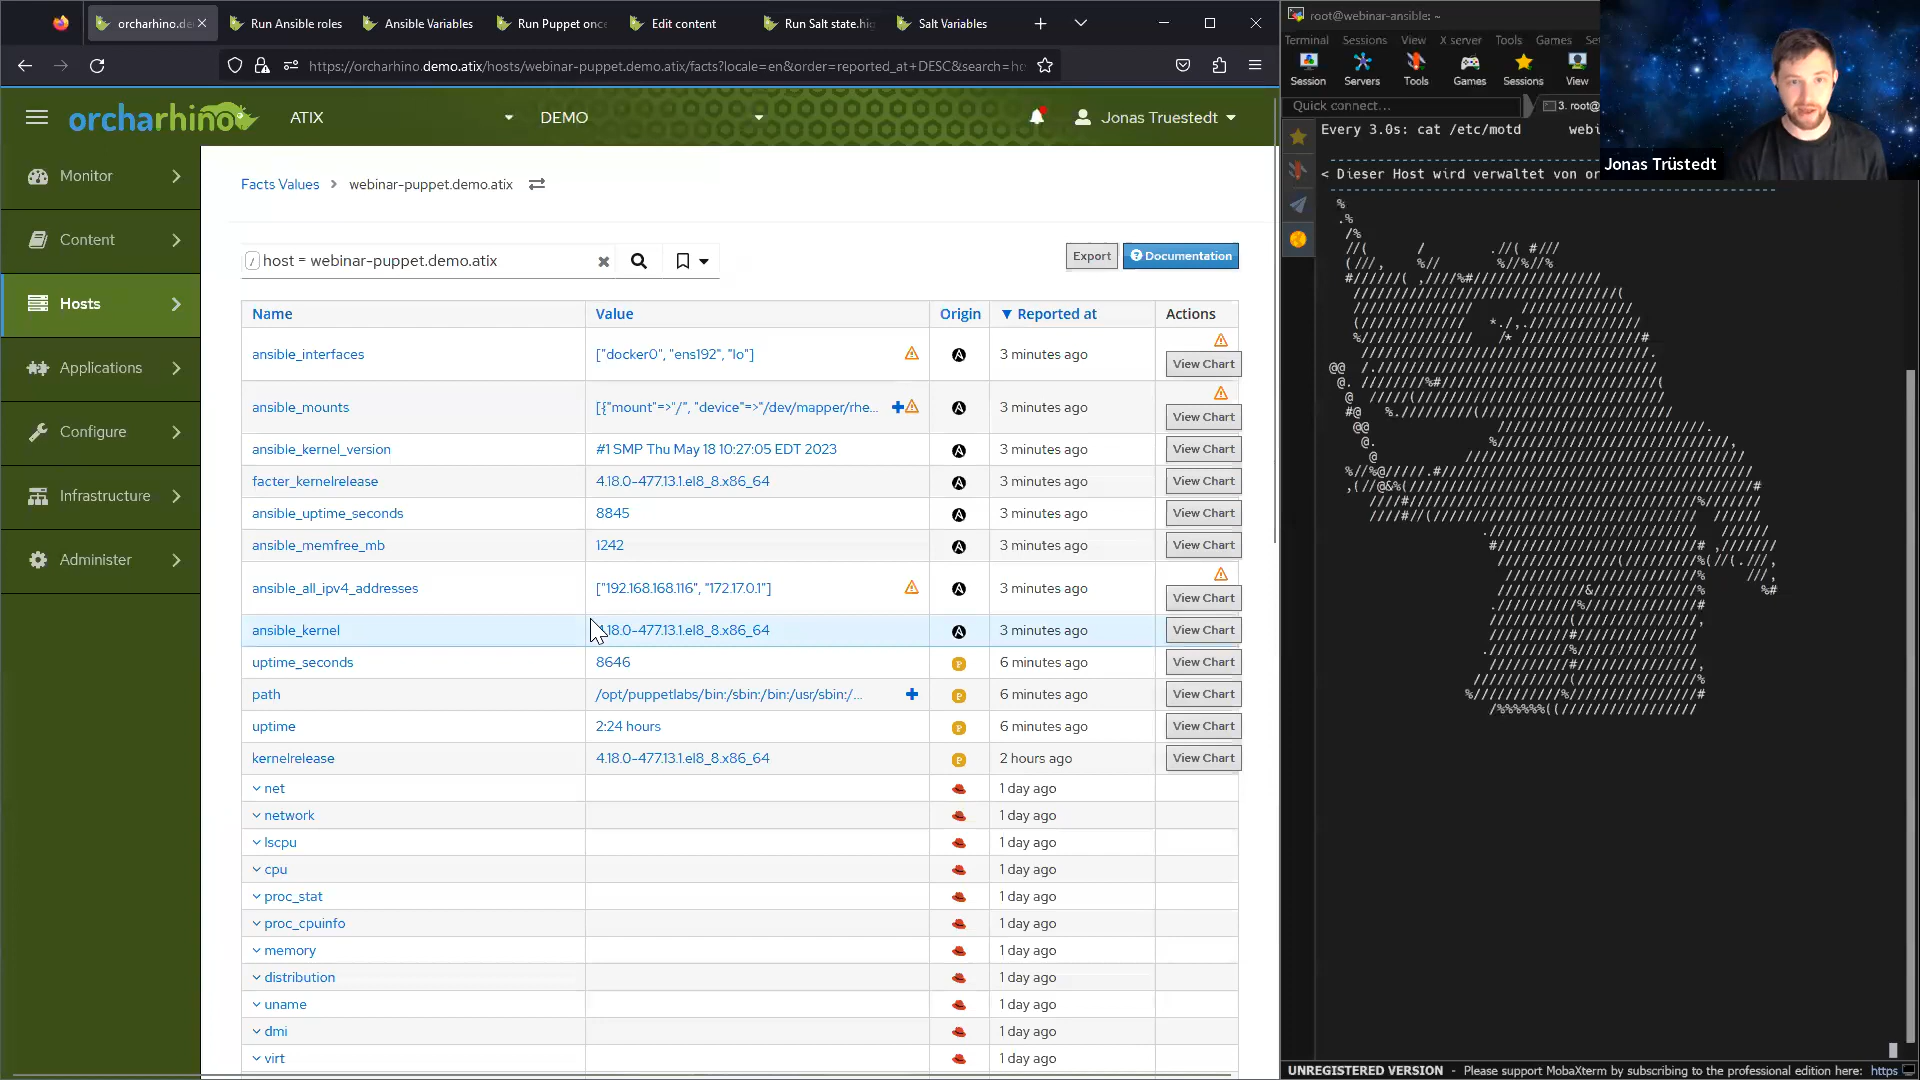 orcharhino.de
Run Ansible roles
Ansible Variables
Run Puppet once
Edit content
Run Salt state.hig
Salt Variables
https://orcharhino.demo.atix/hosts/webinar-puppet.demo.atix/facts?locale=en&order=reported_at+DESC&search=ho
orcharhino
ATIX
DEMO
Jonas Truestedt
Monitor
Content
Hosts
Applications
Configure
Infrastructure
Administer
Facts Values
webinar-puppet.demo.atix
/ host = webinar-puppet.demo.atix
Export
Documentation
Name Value Origin Reported at Actions
ansible_interfaces ["docker0", "ens192", "lo"] A 3 minutes ago View Chart
ansible_mounts [{"mount"=>"/", "device"=>"/dev/mapper/rhe... A 3 minutes ago View Chart
ansible_kernel_version #1 SMP Thu May 18 10:27:05 EDT 2023 A 3 minutes ago View Chart
facter_kernelrelease 4.18.0-477.13.1.el8_8.x86_64 A 3 minutes ago View Chart
ansible_uptime_seconds 8845 A 3 minutes ago View Chart
ansible_memfree_mb 1242 A 3 minutes ago View Chart
ansible_all_ipv4_addresses ["192.168.168.116", "172.17.0.1"] A 3 minutes ago View Chart
ansible_kernel .18.0-477.13.1.el8_8.x86_64 A 3 minutes ago View Chart
uptime_seconds 8646 P 6 minutes ago View Chart
path /opt/puppetlabs/bin:/sbin:/bin:/usr/sbin:/... P 6 minutes ago View Chart
uptime 2:24 hours P 6 minutes ago View Chart
kernelrelease 4.18.0-477.13.1.el8_8.x86_64 P 2 hours ago View Chart
net 1 day ago
network 1 day ago
lscpu 1 day ago
cpu 1 day ago
proc_stat 1 day ago
proc_cpuinfo 1 day ago
memory 1 day ago
distribution 1 day ago
uname 1 day ago
dmi 1 day ago
virt 1 day ago
root@webinar-ansible: ~
Terminal Sessions View X server Tools Games Set
Session Servers Tools Games Sessions View
Quick connect...
3. root@
Every 3.0s: cat /etc/motd webi
< Dieser Host wird verwaltet von or
Jonas Trüstedt
UNREGISTERED VERSION - Please support MobaXterm by subscribing to the professional edition here: https